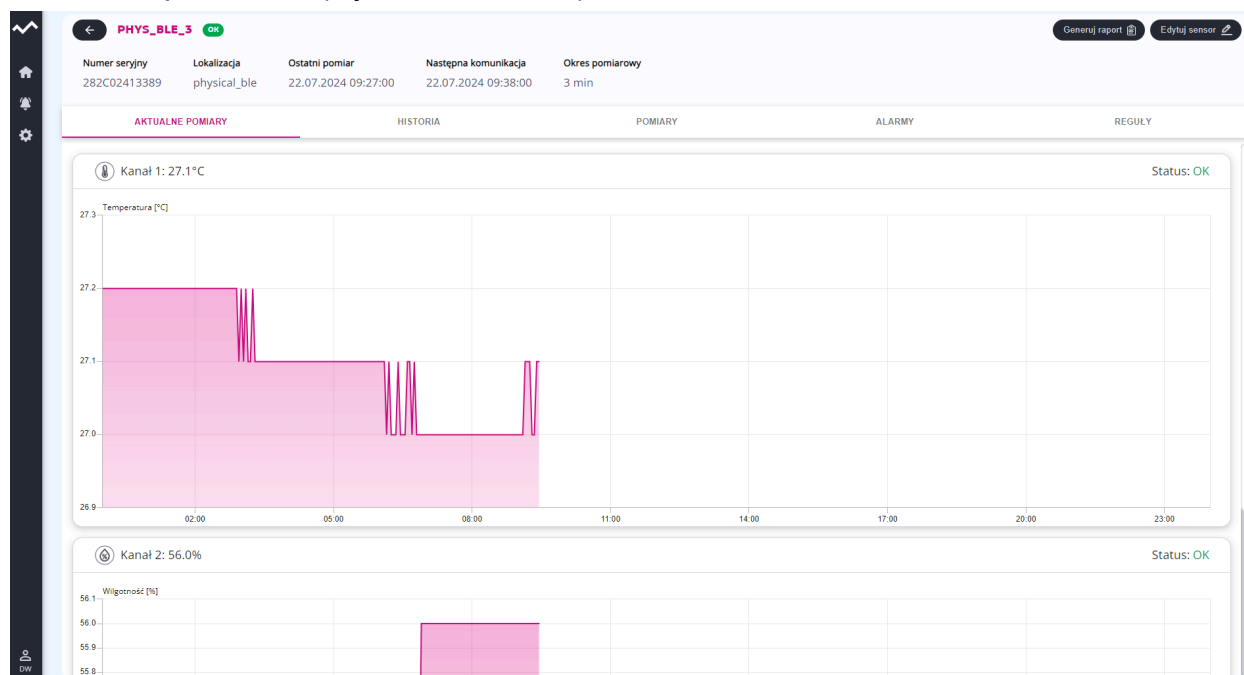 PHYS_BLE_3 OK
Generuj raport Edytuj sensor
Numer seryjny Lokalizacja Ostatni pomiar Następna komunikacja Okres pomiarowy
282C02413389 physical_ble 22.07.2024 09:27:00 22.07.2024 09:38:00 3 min
AKTUALNE POMIARY HISTORIA POMIARY ALARMY REGUŁY
Kanał 1: 27.1°C Status: OK
Temperatura [°C]
27.3
27.2
27.1
27.0
26.9
02:00 05:00 08:00 11:00 14:00 17:00 20:00 23:00
Kanał 2: 56.0% Status: OK
Wilgotność [%]
56.1
56.0
55.9
55.8
DW